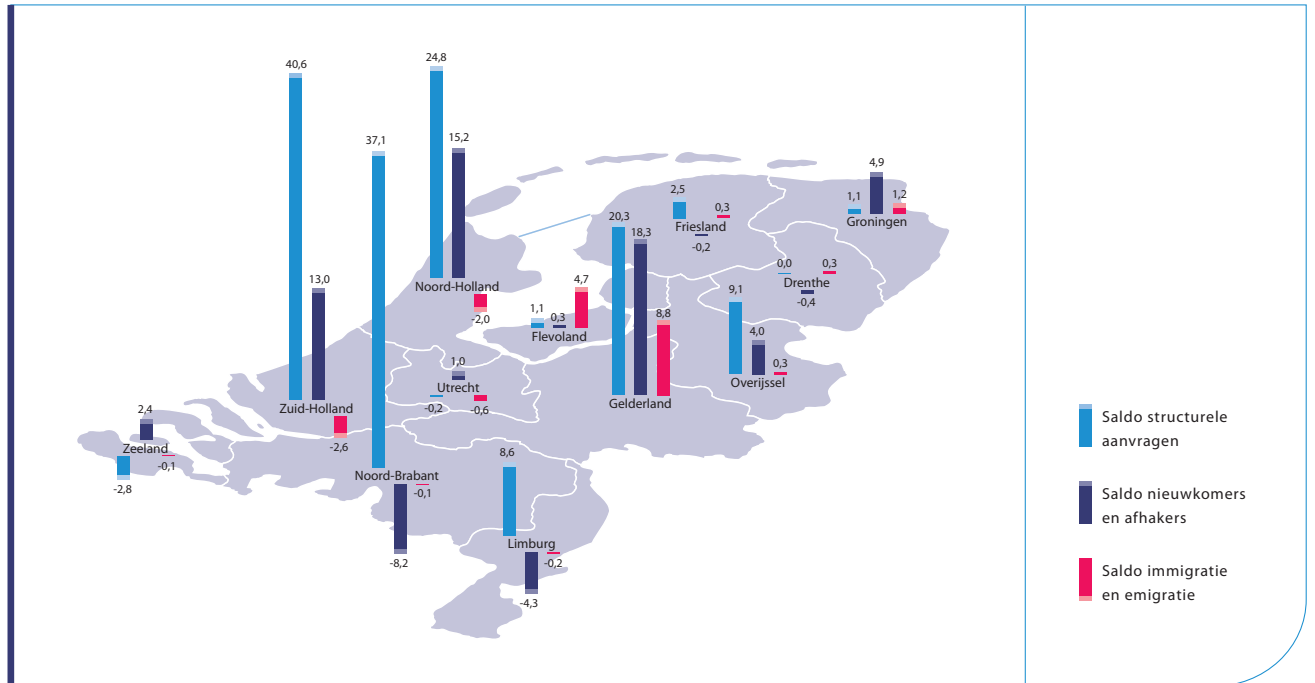 40,6
13,0
Zuid-Holland
-2,6
37,1
Noord-Brabant
-8,2
-0,1
24,8
15,2
Noord-Holland
-2,0
2,5
0,3
Friesland
-0,2
1,1
4,9
1,2
Groningen
0,0
0,3
Drenthe
-0,4
1,1
0,3
4,7
Flevoland
20,3
18,3
8,8
Gelderland
9,1
4,0
0,3
Overijssel
1,0
Utrecht
-0,2
-0,6
2,4
Zeeland
-0,1
-2,8
8,6
Limburg
-0,2
-4,3
Saldo structurele
aanvragen
Saldo nieuwkomers
en afhakers
Saldo immigratie
en emigratie